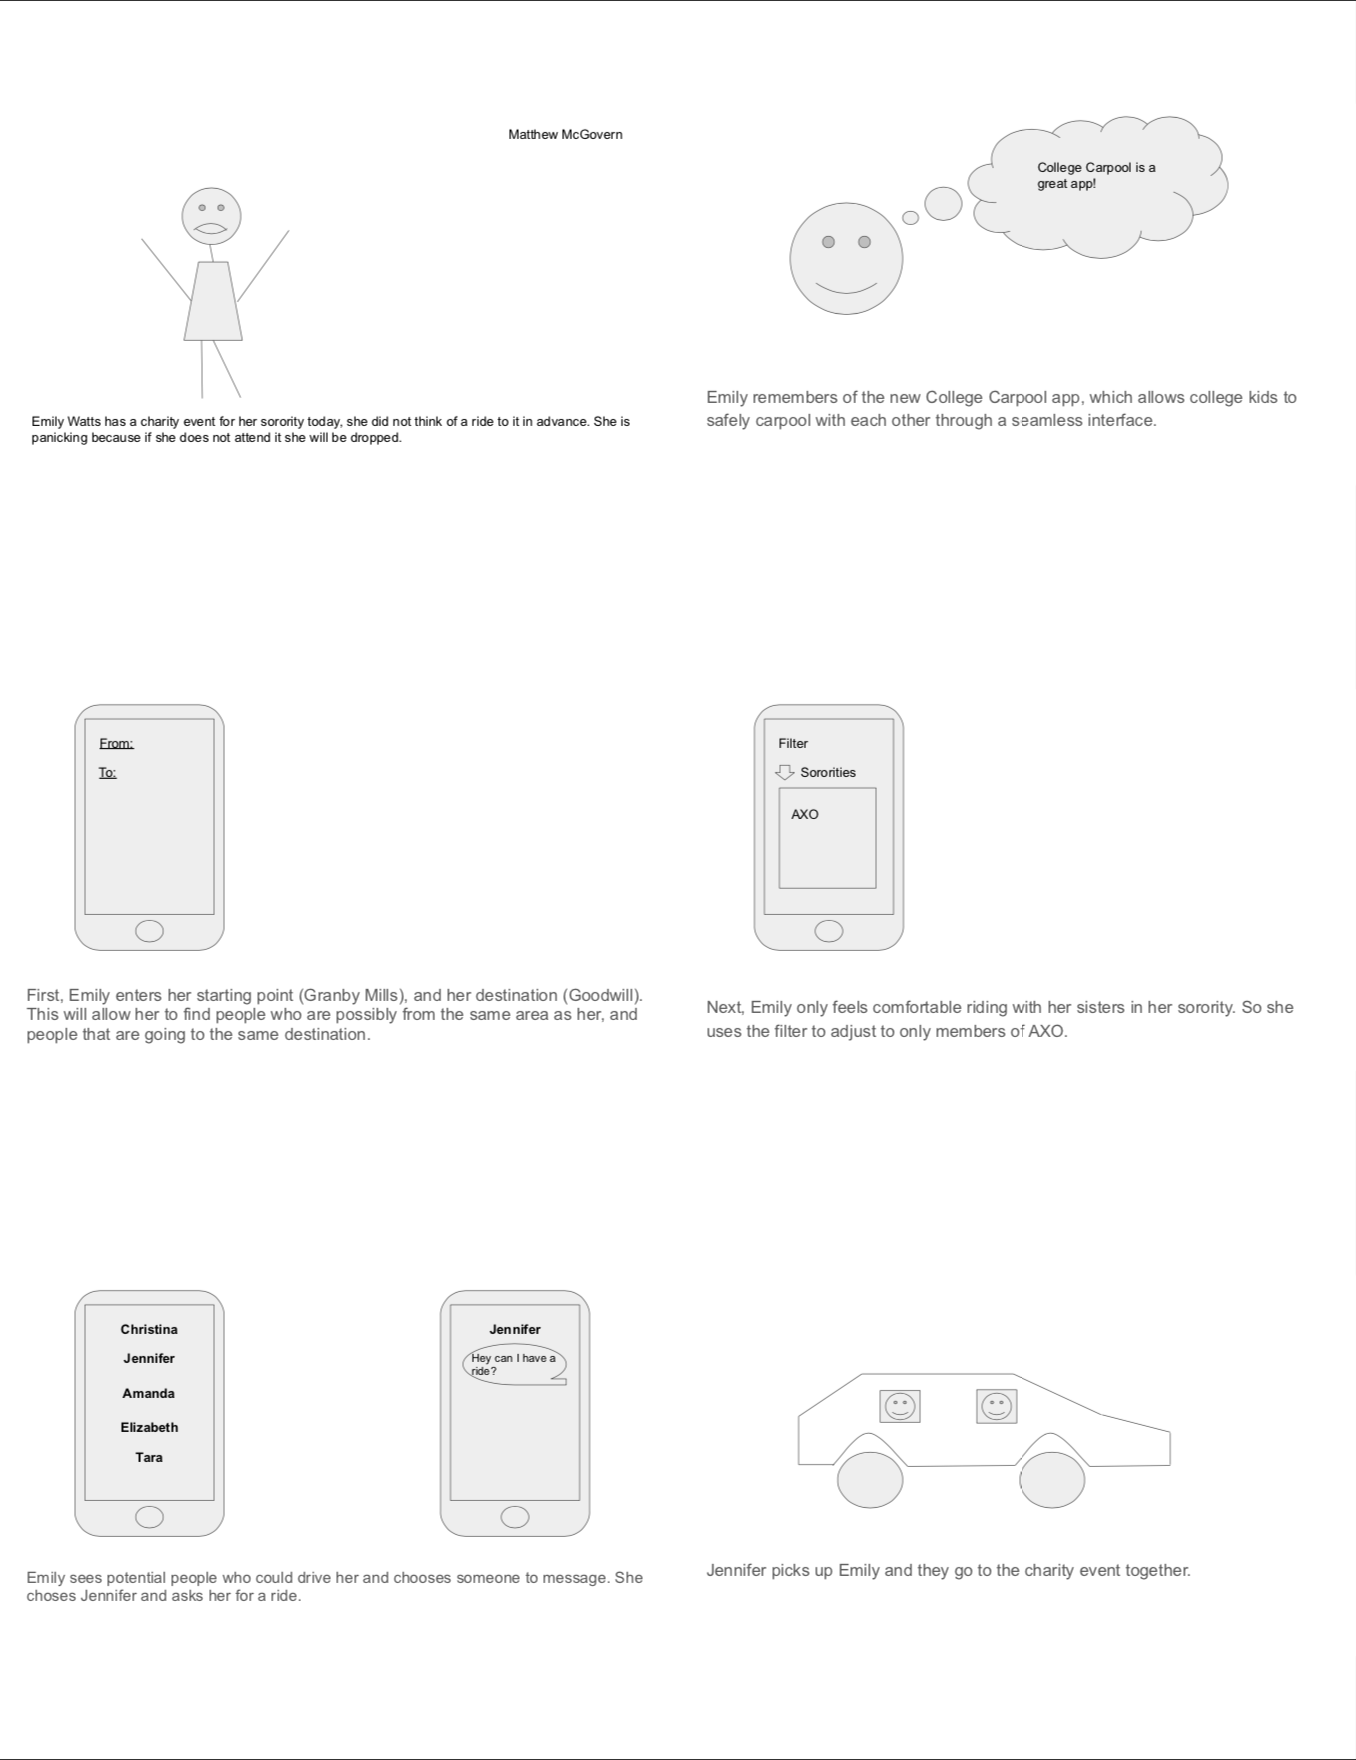 Matthew McGovern
Emily Watts has a charity event for her sorority today, she did not think of a ride to it in advance. She is
panicking because if she does not attend it she will be dropped.
College Carpool is a
great app!
Emily remembers of the new College Carpool app, which allows college kids to
safely carpool with each other through a seamless interface.
From:
To:
First, Emily enters her starting point (Granby Mills), and her destination (Goodwill).
This will allow her to find people who are possibly from the same area as her, and
people that are going to the same destination.
Filter
Sororities
AXO
Next, Emily only feels comfortable riding with her sisters in her sorority. So she
uses the filter to adjust to only members of AXO.
Christina
Jennifer
Amanda
Elizabeth
Tara
Jennifer
Hey can I have a
ride?
Emily sees potential people who could drive her and chooses someone to message. She
choses Jennifer and asks her for a ride.
Jennifer picks up Emily and they go to the charity event together.